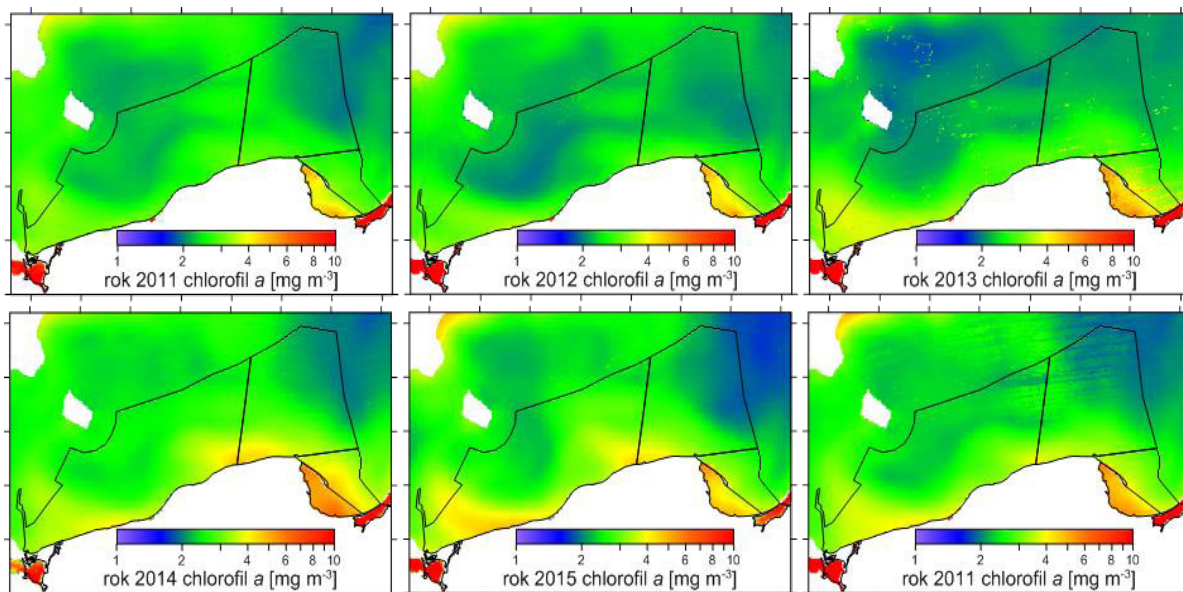 1 2 4 6 8 10
1 2 4 6 8 10
1 2 4 6 8 10
rok 2011 chlorofil a [mg m⁻³]
rok 2012 chlorofil a [mg m⁻³]
rok 2013 chlorofil a [mg m⁻³]
1 2 4 6 8 10
1 2 4 6 8 10
1 2 4 6 8 10
rok 2014 chlorofil a [mg m⁻³]
rok 2015 chlorofil a [mg m⁻³]
rok 2011 chlorofil a [mg m⁻³]